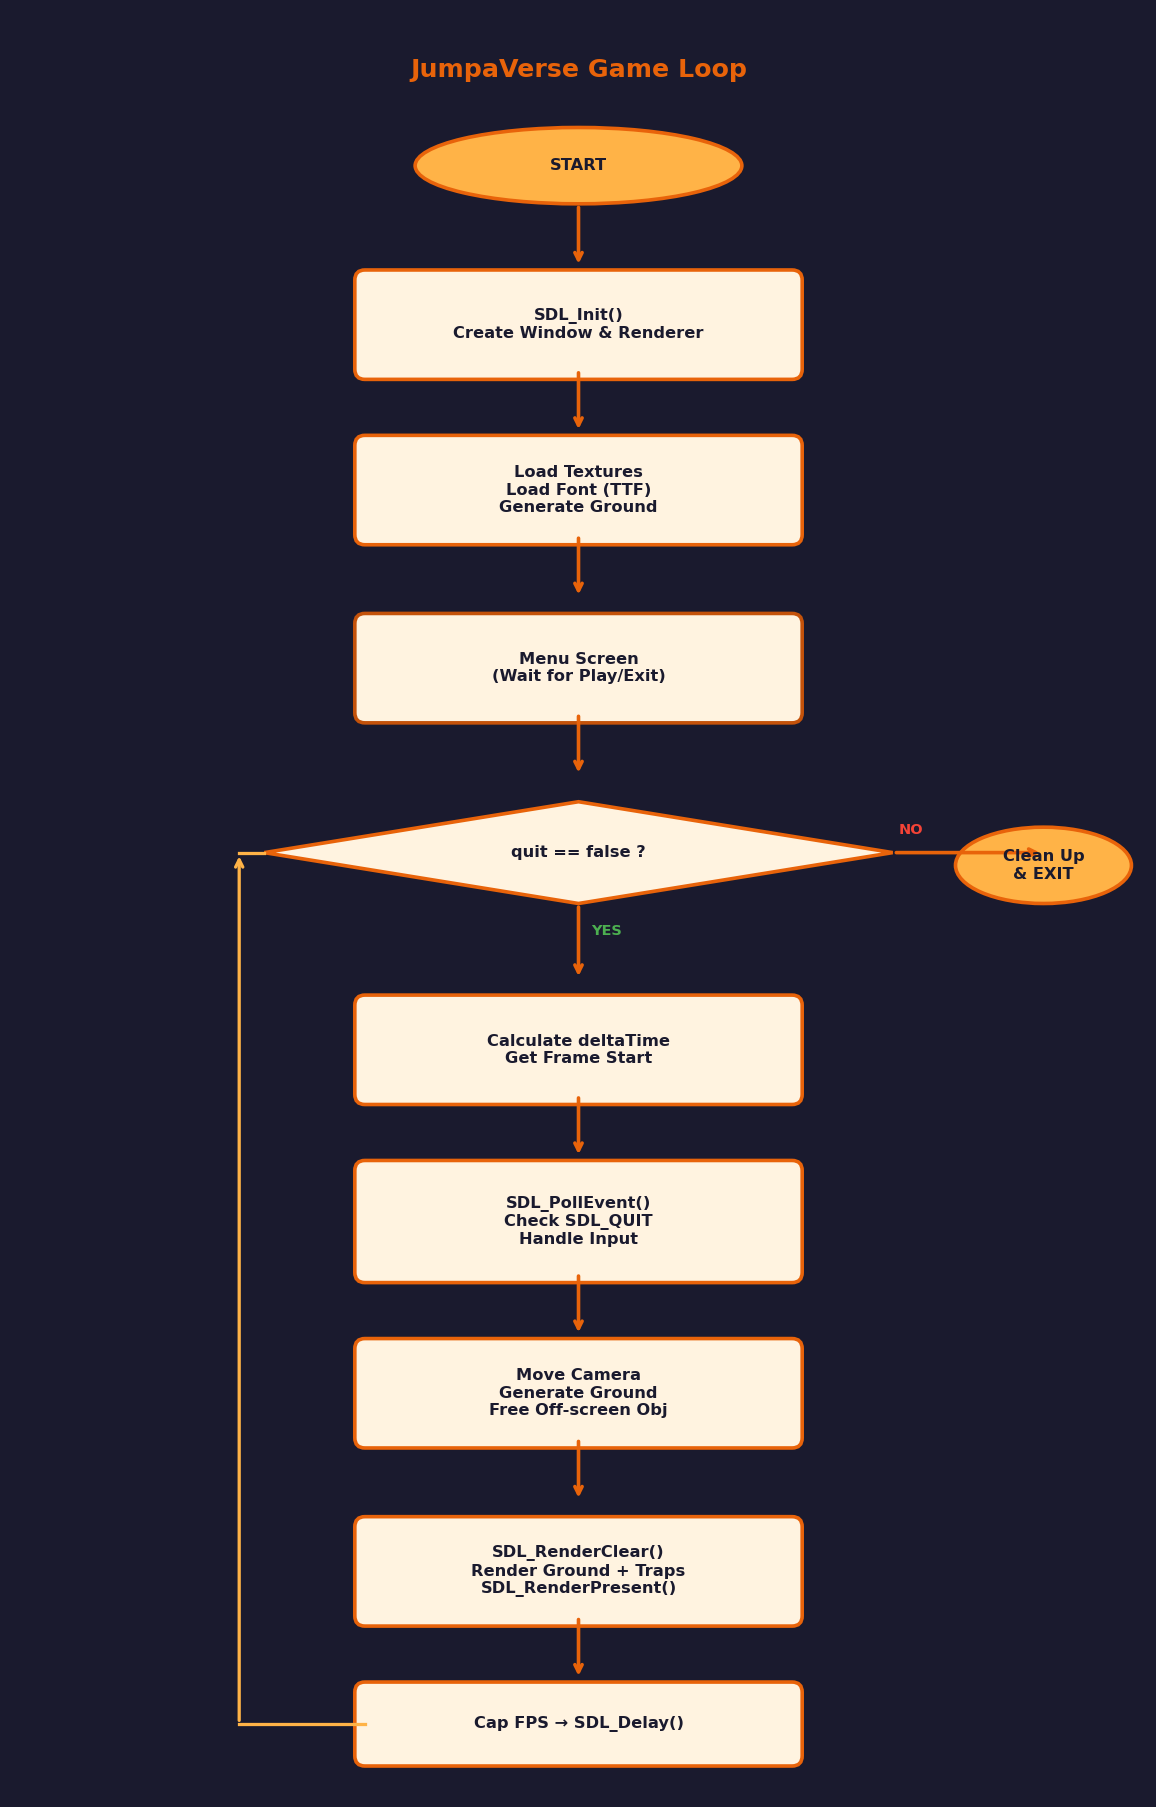 JumpaVerse Game Loop
START
SDL_Init()
Create Window & Renderer
Load Textures
Load Font (TTF)
Generate Ground
Menu Screen
(Wait for Play/Exit)
quit == false ?
NO
Clean Up
& EXIT
YES
Calculate deltaTime
Get Frame Start
SDL_PollEvent()
Check SDL_QUIT
Handle Input
Move Camera
Generate Ground
Free Off-screen Obj
SDL_RenderClear()
Render Ground + Traps
SDL_RenderPresent()
Cap FPS → SDL_Delay()